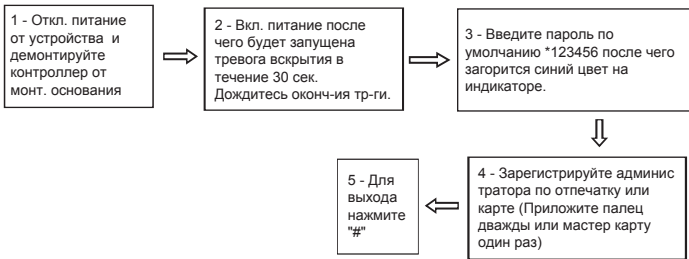 1 - Откл. питание
от устройства и
демонтируйте
контроллер от
монт. основания
2 - Вкл. питание после
чего будет запущена
тревога вскрытия в
течение 30 сек.
Дождитесь оконч-ия тр-ги.
3 - Введите пароль по
умолчанию *123456 после чего
загорится синий цвет на
индикаторе.
4 - Зарегистрируйте админис
тратора по отпечатку или
карте (Приложите палец
дважды или мастер карту
один раз)
5 - Для
выхода
нажмите
"#"